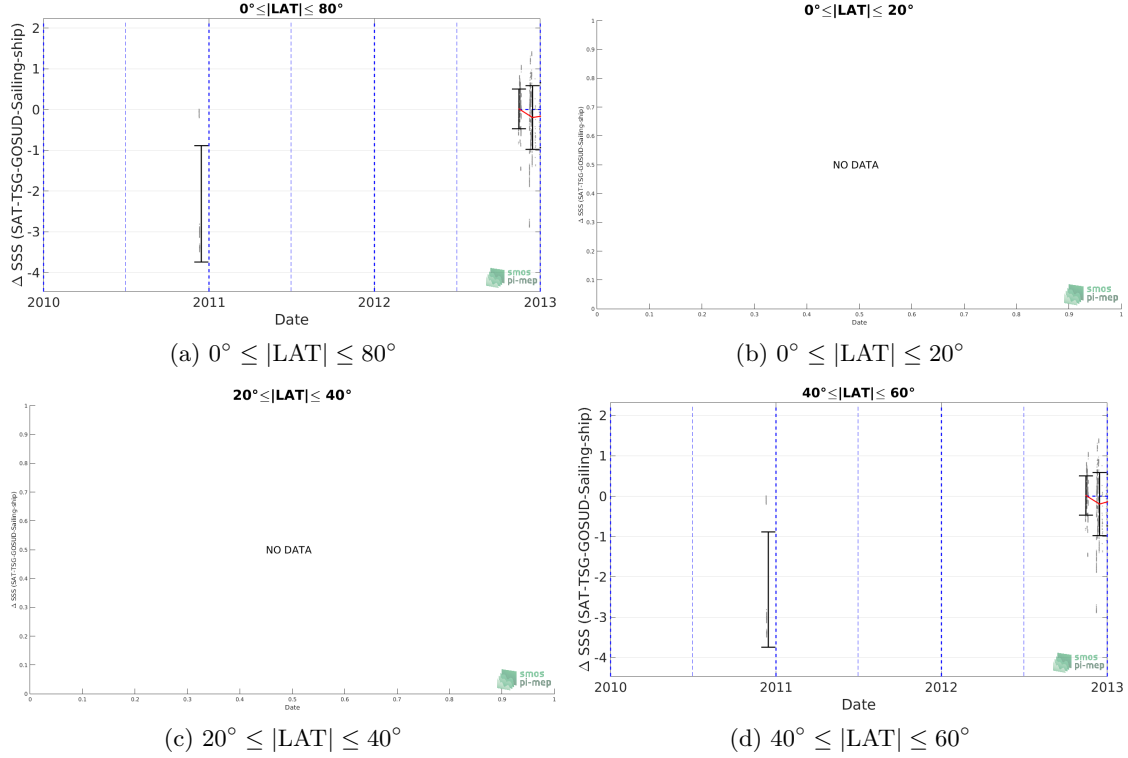 0°≤|LAT|≤ 80°
Δ SSS (SAT-TSG-GOSUD-Sailing-ship)
2
1
0
-1
-2
-3
-4
2010 2011 2012 2013
Date
smos
pi-mep
(a) 0° ≤ |LAT| ≤ 80°
0°≤|LAT|≤ 20°
Δ SSS (SAT-TSG-GOSUD-Sailing-ship)
1
0.9
0.8
0.7
0.6
0.5
0.4
0.3
0.2
0.1
0
NO DATA
0 0.1 0.2 0.3 0.4 0.5 0.6 0.7 0.8 0.9 1
Date
smos
pi-mep
(b) 0° ≤ |LAT| ≤ 20°
20°≤|LAT|≤ 40°
Δ SSS (SAT-TSG-GOSUD-Sailing-ship)
1
0.9
0.8
0.7
0.6
0.5
0.4
0.3
0.2
0.1
0
NO DATA
0 0.1 0.2 0.3 0.4 0.5 0.6 0.7 0.8 0.9 1
Date
smos
pi-mep
(c) 20° ≤ |LAT| ≤ 40°
40°≤|LAT|≤ 60°
Δ SSS (SAT-TSG-GOSUD-Sailing-ship)
2
1
0
-1
-2
-3
-4
2010 2011 2012 2013
Date
smos
pi-mep
(d) 40° ≤ |LAT| ≤ 60°